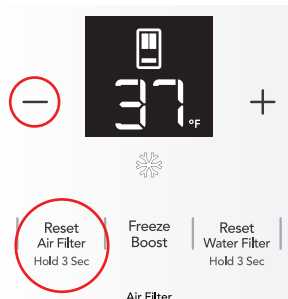 − 37 °F +
Reset Freeze Reset
Air Filter Boost Water Filter
Hold 3 Sec Hold 3 Sec
Air Filter